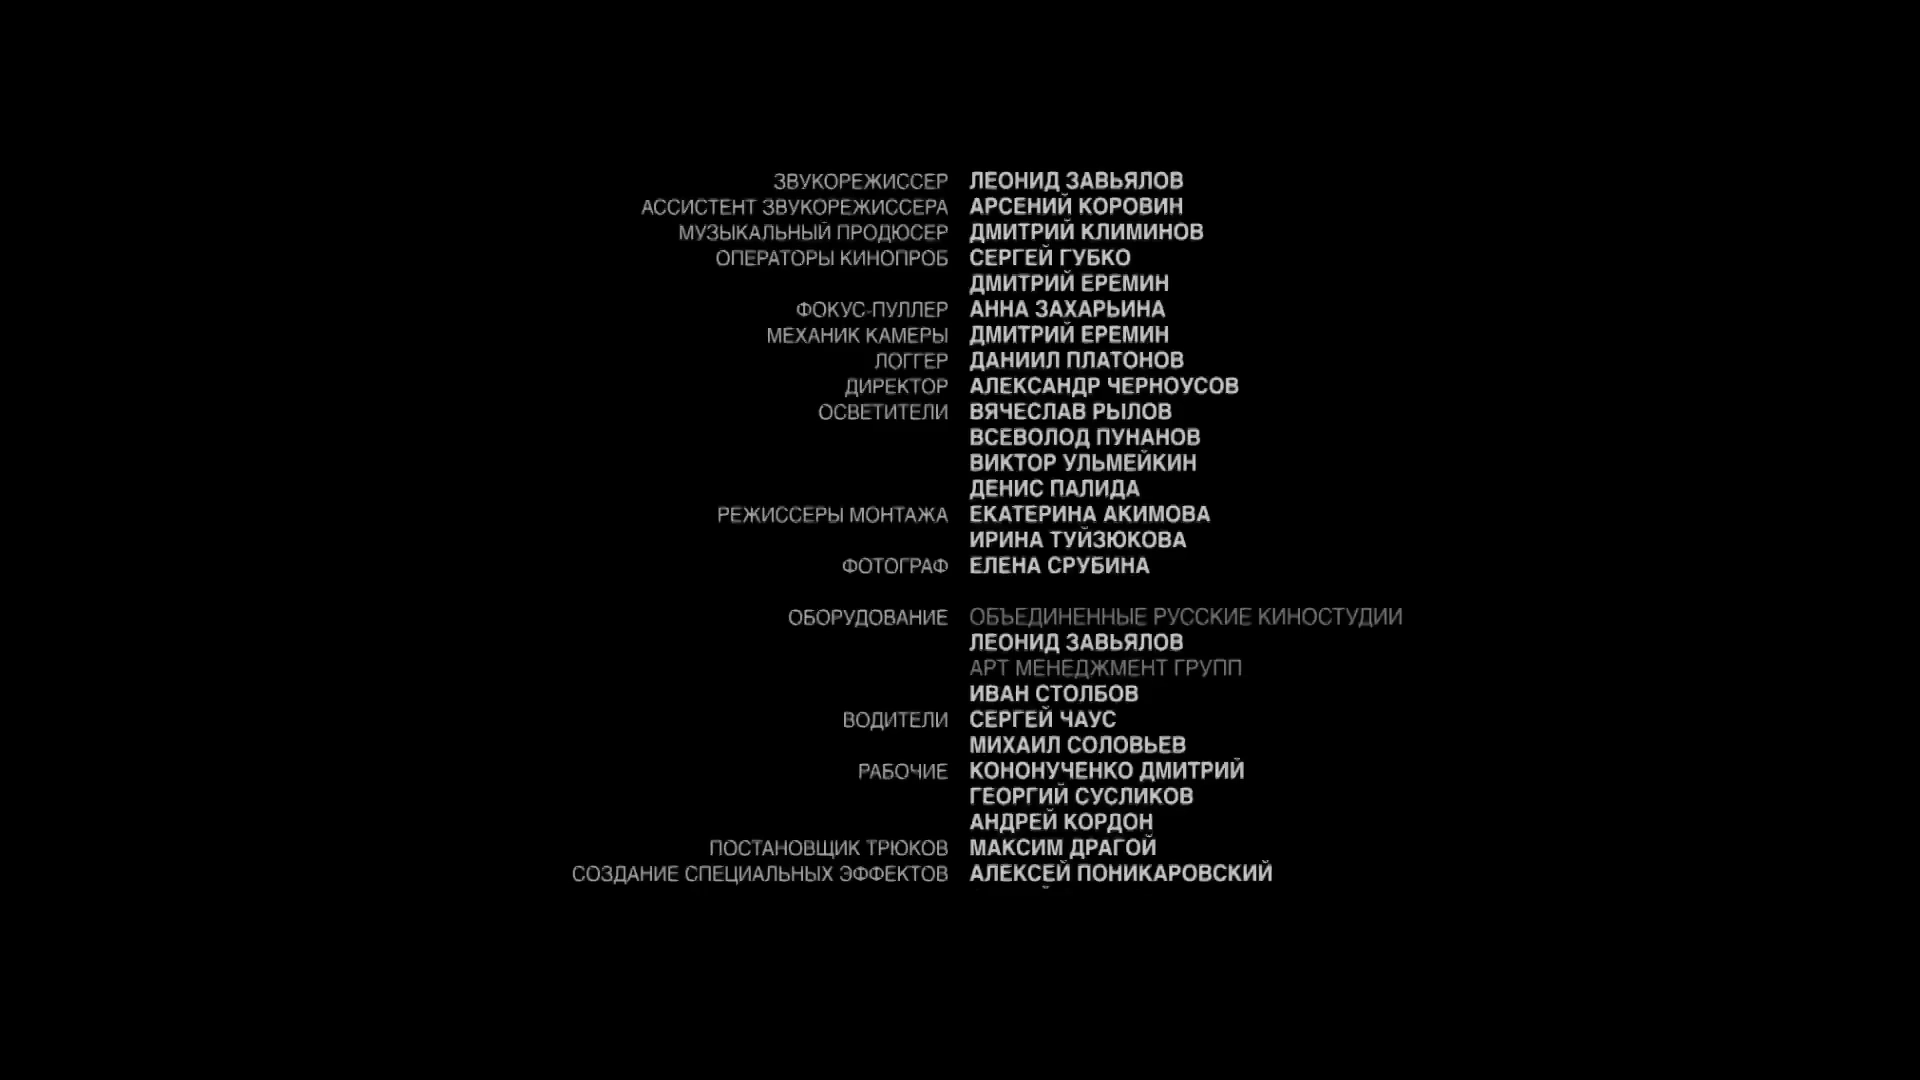 ЗВУКОРЕЖИССЕР ЛЕОНИД ЗАВЬЯЛОВ
АССИСТЕНТ ЗВУКОРЕЖИССЕРА АРСЕНИЙ КОРОВИН
МУЗЫКАЛЬНЫЙ ПРОДЮСЕР ДМИТРИЙ КЛИМИНОВ
ОПЕРАТОРЫ КИНОПРОБ СЕРГЕЙ ГУБКО
ДМИТРИЙ ЕРЕМИН
ФОКУС-ПУЛЛЕР АННА ЗАХАРЬИНА
МЕХАНИК КАМЕРЫ ДМИТРИЙ ЕРЕМИН
ЛОГГЕР ДАНИИЛ ПЛАТОНОВ
ДИРЕКТОР АЛЕКСАНДР ЧЕРНОУСОВ
ОСВЕТИТЕЛИ ВЯЧЕСЛАВ РЫЛОВ
ВСЕВОЛОД ПУНАНОВ
ВИКТОР УЛЬМЕЙКИН
ДЕНИС ПАЛИДА
РЕЖИССЕРЫ МОНТАЖА ЕКАТЕРИНА АКИМОВА
ИРИНА ТУЙЗЮКОВА
ФОТОГРАФ ЕЛЕНА СРУБИНА
ОБОРУДОВАНИЕ ОБЪЕДИНЕННЫЕ РУССКИЕ КИНОСТУДИИ
ЛЕОНИД ЗАВЬЯЛОВ
АРТ МЕНЕДЖМЕНТ ГРУПП
ИВАН СТОЛБОВ
ВОДИТЕЛИ СЕРГЕЙ ЧАУС
МИХАИЛ СОЛОВЬЕВ
РАБОЧИЕ КОНОНУЧЕНКО ДМИТРИЙ
ГЕОРГИЙ СУСЛИКОВ
АНДРЕЙ КОРДОН
ПОСТАНОВЩИК ТРЮКОВ МАКСИМ ДРАГОЙ
СОЗДАНИЕ СПЕЦИАЛЬНЫХ ЭФФЕКТОВ АЛЕКСЕЙ ПОНИКАРОВСКИЙ